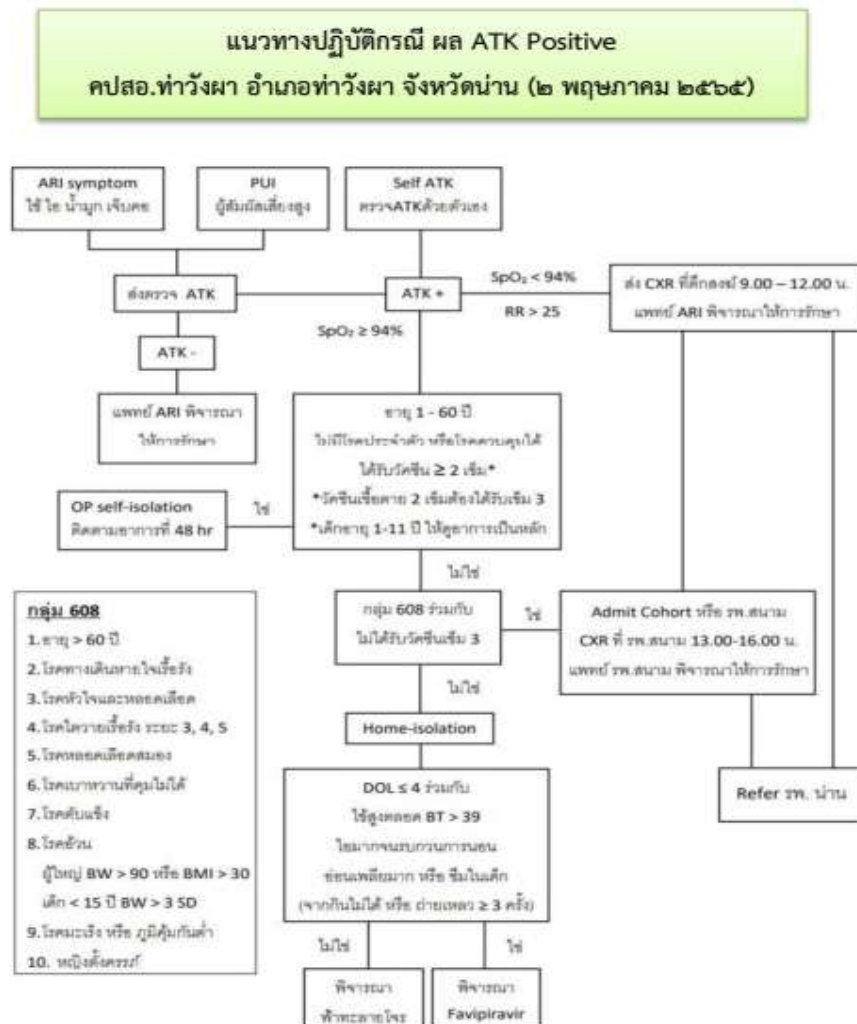 แนวทางปฏิบัติกรณี ผล ATK Positive
คปสอ.ท่าวังผา อำเภอท่าวังผา จังหวัดน่าน (๒ พฤษภาคม ๒๕๖๕)
ARI symptom
ไข้ ไอ น้ำมูก เจ็บคอ
PUI
ผู้สัมผัสเสี่ยงสูง
Self ATK
ตรวจATKด้วยตัวเอง
ส่งตรวจ ATK
ATK +
SpO₂ < 94%
RR > 25
ส่ง CXR ที่ตึกสงฆ์ 9.00 – 12.00 น.
แพทย์ ARI พิจารณาให้การรักษา
SpO₂ ≥ 94%
ATK -
แพทย์ ARI พิจารณา
ให้การรักษา
อายุ 1 - 60 ปี
ไม่มีโรคประจำตัว หรือโรคควบคุมได้
ได้รับวัคซีน ≥ 2 เข็ม*
*วัคซีนเชื้อตาย 2 เข็มต้องได้รับเข็ม 3
*เด็กอายุ 1-11 ปี ให้ดูอาการเป็นหลัก
ใช่
OP self-isolation
ติดตามอาการที่ 48 hr
ไม่ใช่
กลุ่ม 608 ร่วมกับ
ไม่ได้รับวัคซีนเข็ม 3
ใช่
Admit Cohort หรือ รพ.สนาม
CXR ที่ รพ.สนาม 13.00-16.00 น.
แพทย์ รพ.สนาม พิจารณาให้การรักษา
ไม่ใช่
Home-isolation
Refer รพ. น่าน
DOL ≤ 4 ร่วมกับ
ไข้สูงตลอด BT > 39
ไอมากจนรบกวนการนอน
อ่อนเพลียมาก หรือ ซึมในเด็ก
(จากกินไม่ได้ หรือ ถ่ายเหลว ≥ 3 ครั้ง)
ไม่ใช่
ใช่
พิจารณา
ฟ้าทะลายโจร
พิจารณา
Favipiravir
กลุ่ม 608
1. อายุ > 60 ปี
2. โรคทางเดินหายใจเรื้อรัง
3. โรคหัวใจและหลอดเลือด
4. โรคไตวายเรื้อรัง ระยะ 3, 4, 5
5. โรคหลอดเลือดสมอง
6. โรคเบาหวานที่คุมไม่ได้
7. โรคตับแข็ง
8. โรคอ้วน
ผู้ใหญ่ BW > 90 หรือ BMI > 30
เด็ก < 15 ปี BW > 3 SD
9. โรคมะเร็ง หรือ ภูมิคุ้มกันต่ำ
10. หญิงตั้งครรภ์